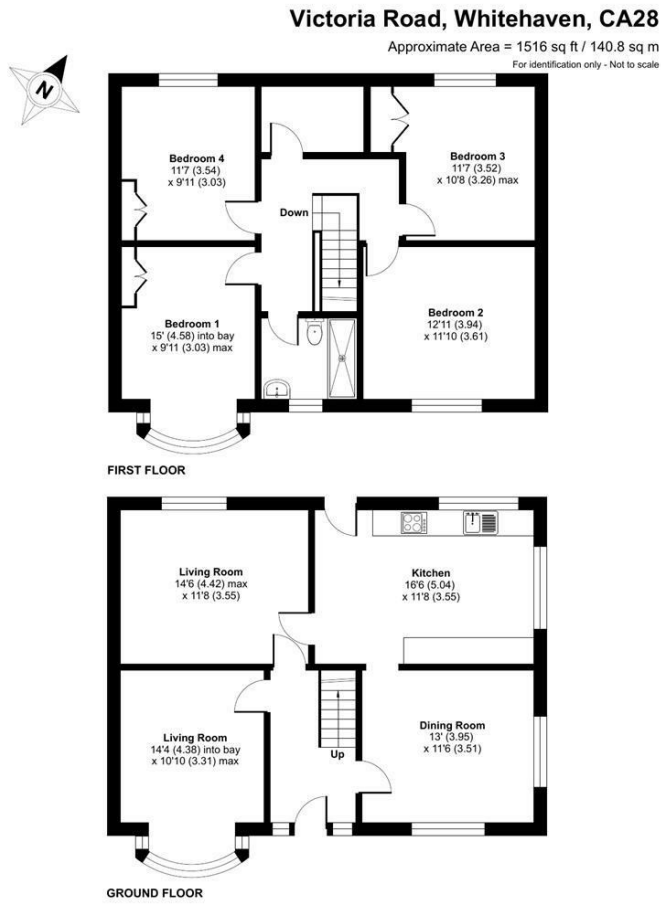 Victoria Road, Whitehaven, CA28
Approximate Area = 1516 sq ft / 140.8 sq m
For identification only - Not to scale
N
Bedroom 4
11'7 (3.54)
x 9'11 (3.03)
Bedroom 3
11'7 (3.52)
x 10'8 (3.26) max
Down
Bedroom 1
15' (4.58) into bay
x 9'11 (3.03) max
Bedroom 2
12'11 (3.94)
x 11'10 (3.61)
FIRST FLOOR
Living Room
14'6 (4.42) max
x 11'8 (3.55)
Kitchen
16'6 (5.04)
x 11'8 (3.55)
Living Room
14'4 (4.38) into bay
x 10'10 (3.31) max
Up
Dining Room
13' (3.95)
x 11'6 (3.51)
GROUND FLOOR